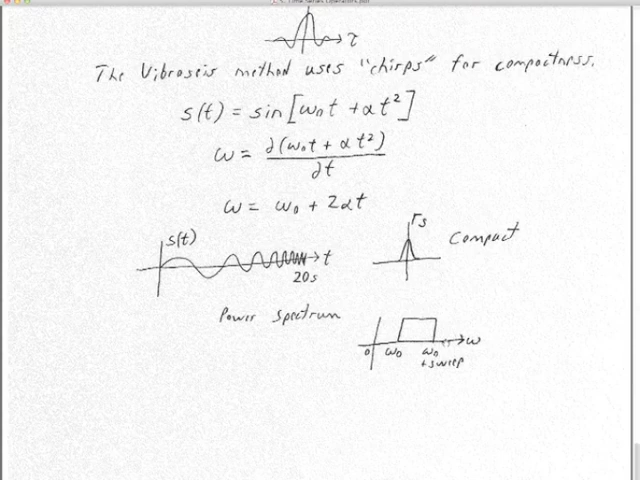 τ
The Vibroseis method uses "chirps" for compactness.
s(t) = sin[ω₀t + αt²]
ω = ∂(ω₀t + αt²)/∂t
ω = ω₀ + 2αt
s(t) t 20s
rs Compact
Power Spectrum
0 ω₀ ω₀ + sweep ω